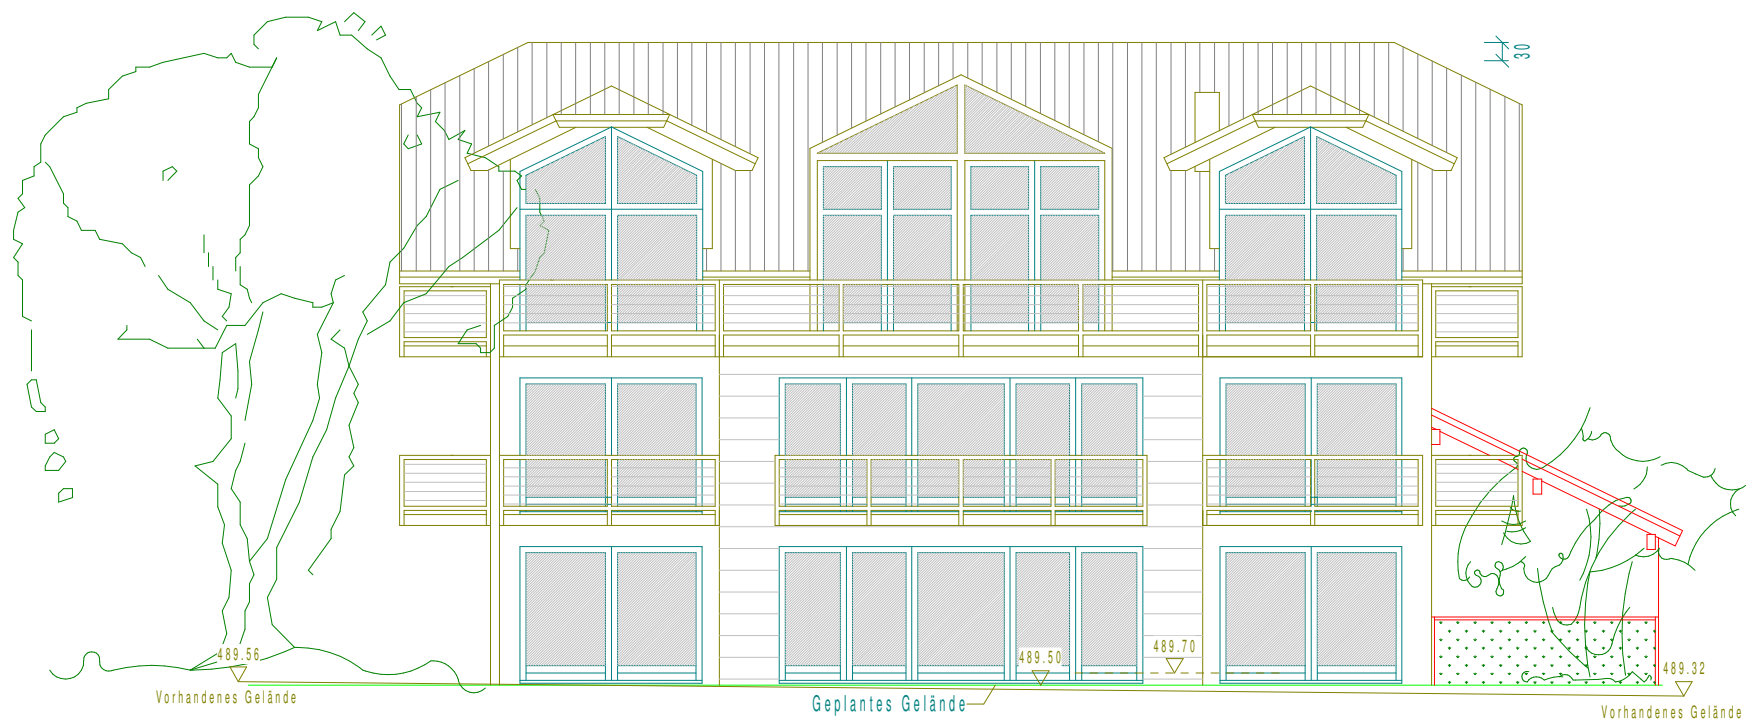 30
489.56
489.50
489.70
489.32
Vorhandenes Gelände
Geplantes Gelände
Vorhandenes Gelände